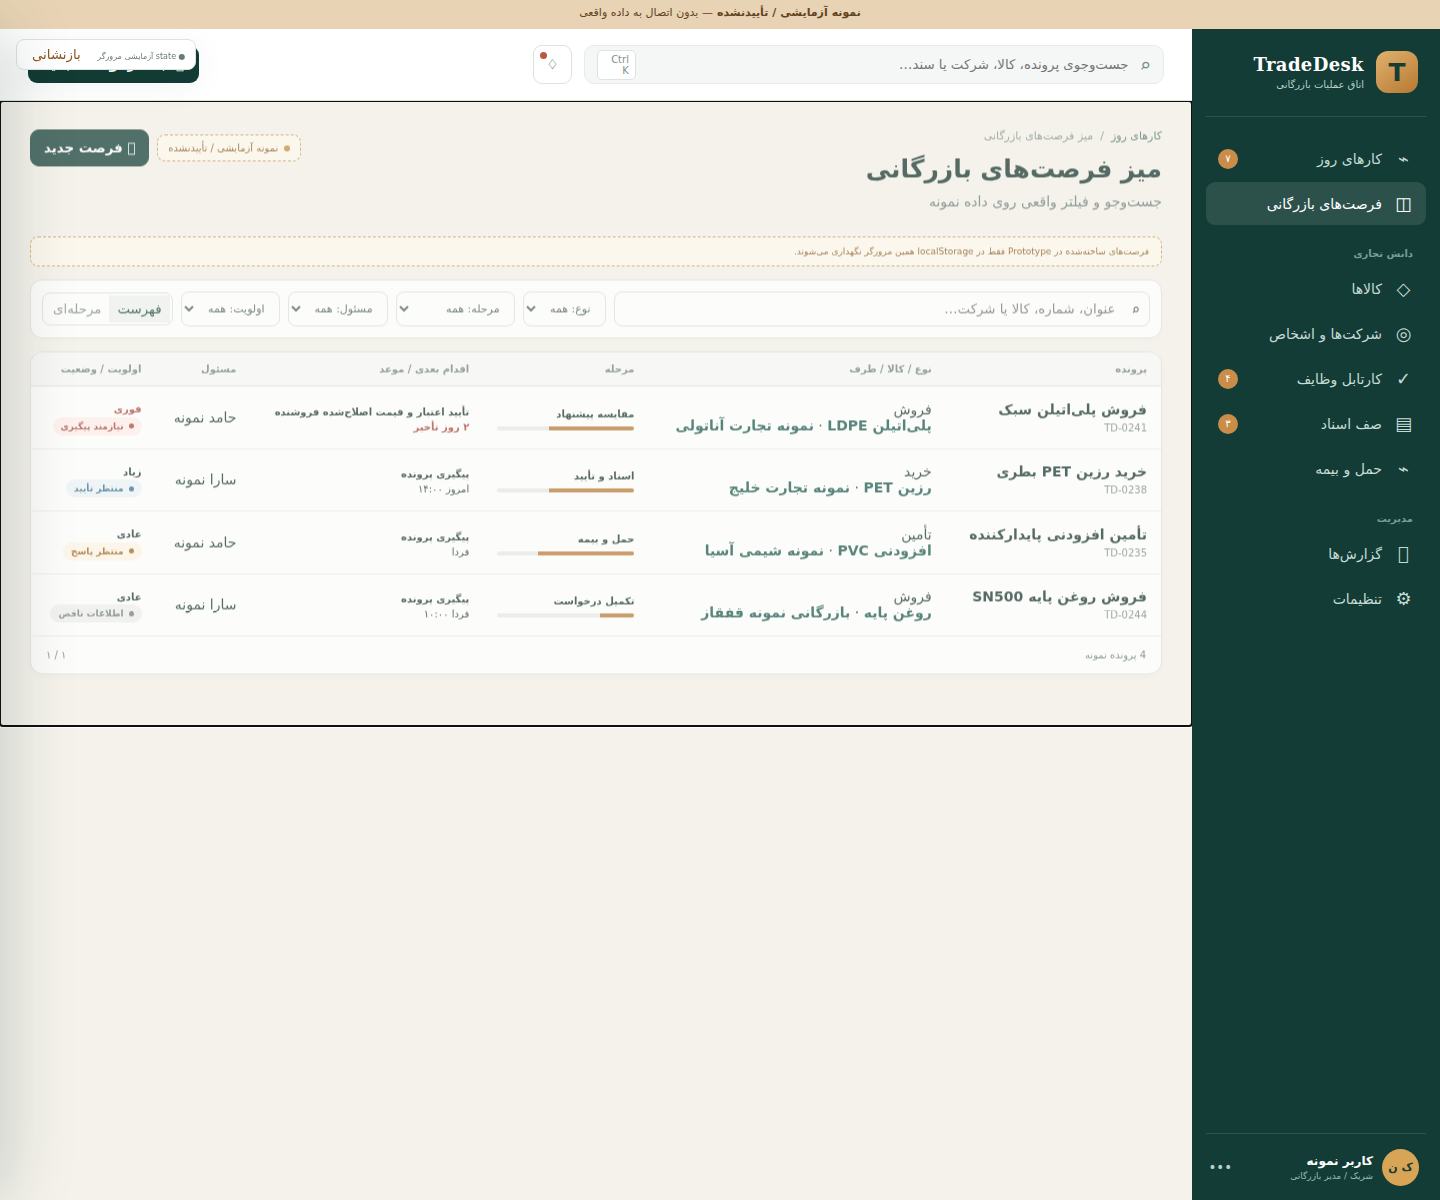 نمونه آزمایشی / تأییدنشده — بدون اتصال به داده واقعی
TradeDesk
اتاق عملیات بازرگانی
T
کارهای روز
۷
فرصت‌های بازرگانی
دانش تجاری
کالاها
شرکت‌ها و اشخاص
کارتابل وظایف
۴
صف اسناد
۳
حمل و بیمه
مدیریت
گزارش‌ها
تنظیمات
ک ن
کاربر نمونه
شریک / مدیر بازرگانی
جست‌وجوی پرونده، کالا، شرکت یا سند…
Ctrl K
state آزمایشی مرورگر
بازنشانی
کارهای روز / میز فرصت‌های بازرگانی
میز فرصت‌های بازرگانی
جست‌وجو و فیلتر واقعی روی داده نمونه
نمونه آزمایشی / تأییدنشده
فرصت جدید
فرصت‌های ساخته‌شده در Prototype فقط در localStorage همین مرورگر نگهداری می‌شوند.
عنوان، شماره، کالا یا شرکت…
نوع: همه
مرحله: همه
مسئول: همه
اولویت: همه
فهرست
مرحله‌ای
پرونده
نوع / کالا / طرف
مرحله
اقدام بعدی / موعد
مسئول
اولویت / وضعیت
فروش پلی‌اتیلن سبک
TD-0241
فروش
پلی‌اتیلن LDPE · نمونه تجارت آناتولی
مقایسه پیشنهاد
تأیید اعتبار و قیمت اصلاح‌شده فروشنده
۲ روز تأخیر
حامد نمونه
فوری
نیازمند پیگیری
خرید رزین PET بطری
TD-0238
خرید
رزین PET · نمونه تجارت خلیج
اسناد و تأیید
پیگیری پرونده
امروز ۱۴:۰۰
سارا نمونه
زیاد
منتظر تأیید
تأمین افزودنی پایدارکننده
TD-0235
تأمین
افزودنی PVC · نمونه شیمی آسیا
حمل و بیمه
پیگیری پرونده
فردا
حامد نمونه
عادی
منتظر پاسخ
فروش روغن پایه SN500
TD-0244
فروش
روغن پایه · بازرگانی نمونه قفقاز
تکمیل درخواست
پیگیری پرونده
فردا ۱۰:۰۰
سارا نمونه
عادی
اطلاعات ناقص
4 پرونده نمونه
۱ / ۱